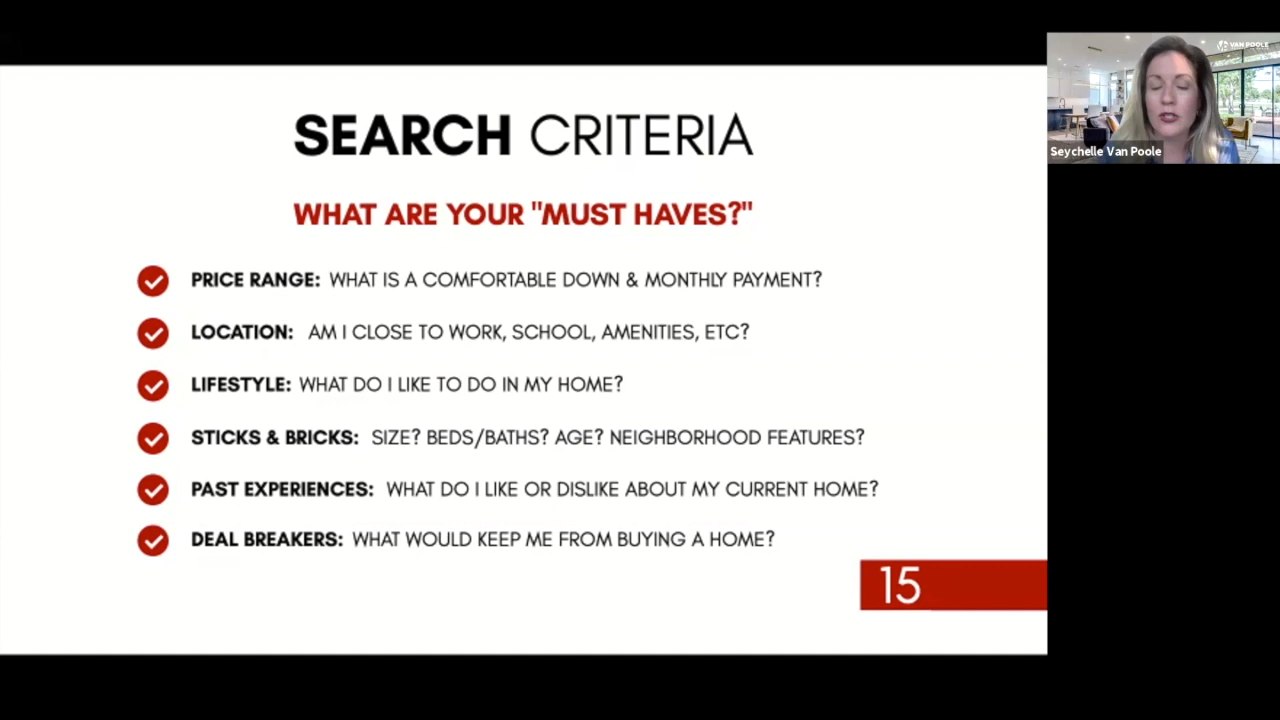 SEARCH CRITERIA
WHAT ARE YOUR "MUST HAVES?"
PRICE RANGE: WHAT IS A COMFORTABLE DOWN & MONTHLY PAYMENT?
LOCATION: AM I CLOSE TO WORK, SCHOOL, AMENITIES, ETC?
LIFESTYLE: WHAT DO I LIKE TO DO IN MY HOME?
STICKS & BRICKS: SIZE? BEDS/BATHS? AGE? NEIGHBORHOOD FEATURES?
PAST EXPERIENCES: WHAT DO I LIKE OR DISLIKE ABOUT MY CURRENT HOME?
DEAL BREAKERS: WHAT WOULD KEEP ME FROM BUYING A HOME?
15
VAN POOLE
Seychelle Van Poole